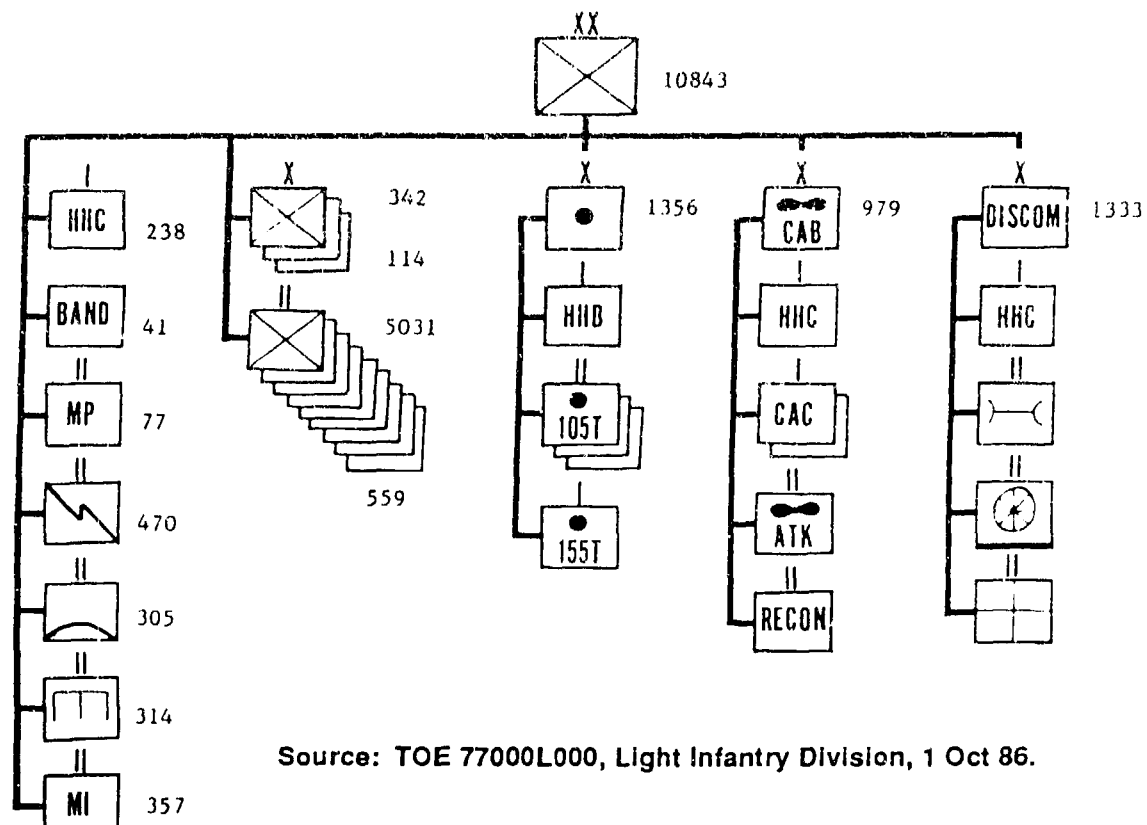 XX
10843
I
HHC
238
BAND
41
II
MP
77
II
470
II
305
II
314
II
MI
357
X
342
114
II
5031
559
X
1356
I
HHB
II
105T
I
155T
X
CAB
979
I
HHC
I
CAC
II
ATK
II
RECON
X
DISCOM
1333
I
HHC
II
II
II
Source: TOE 77000L000, Light Infantry Division, 1 Oct 86.